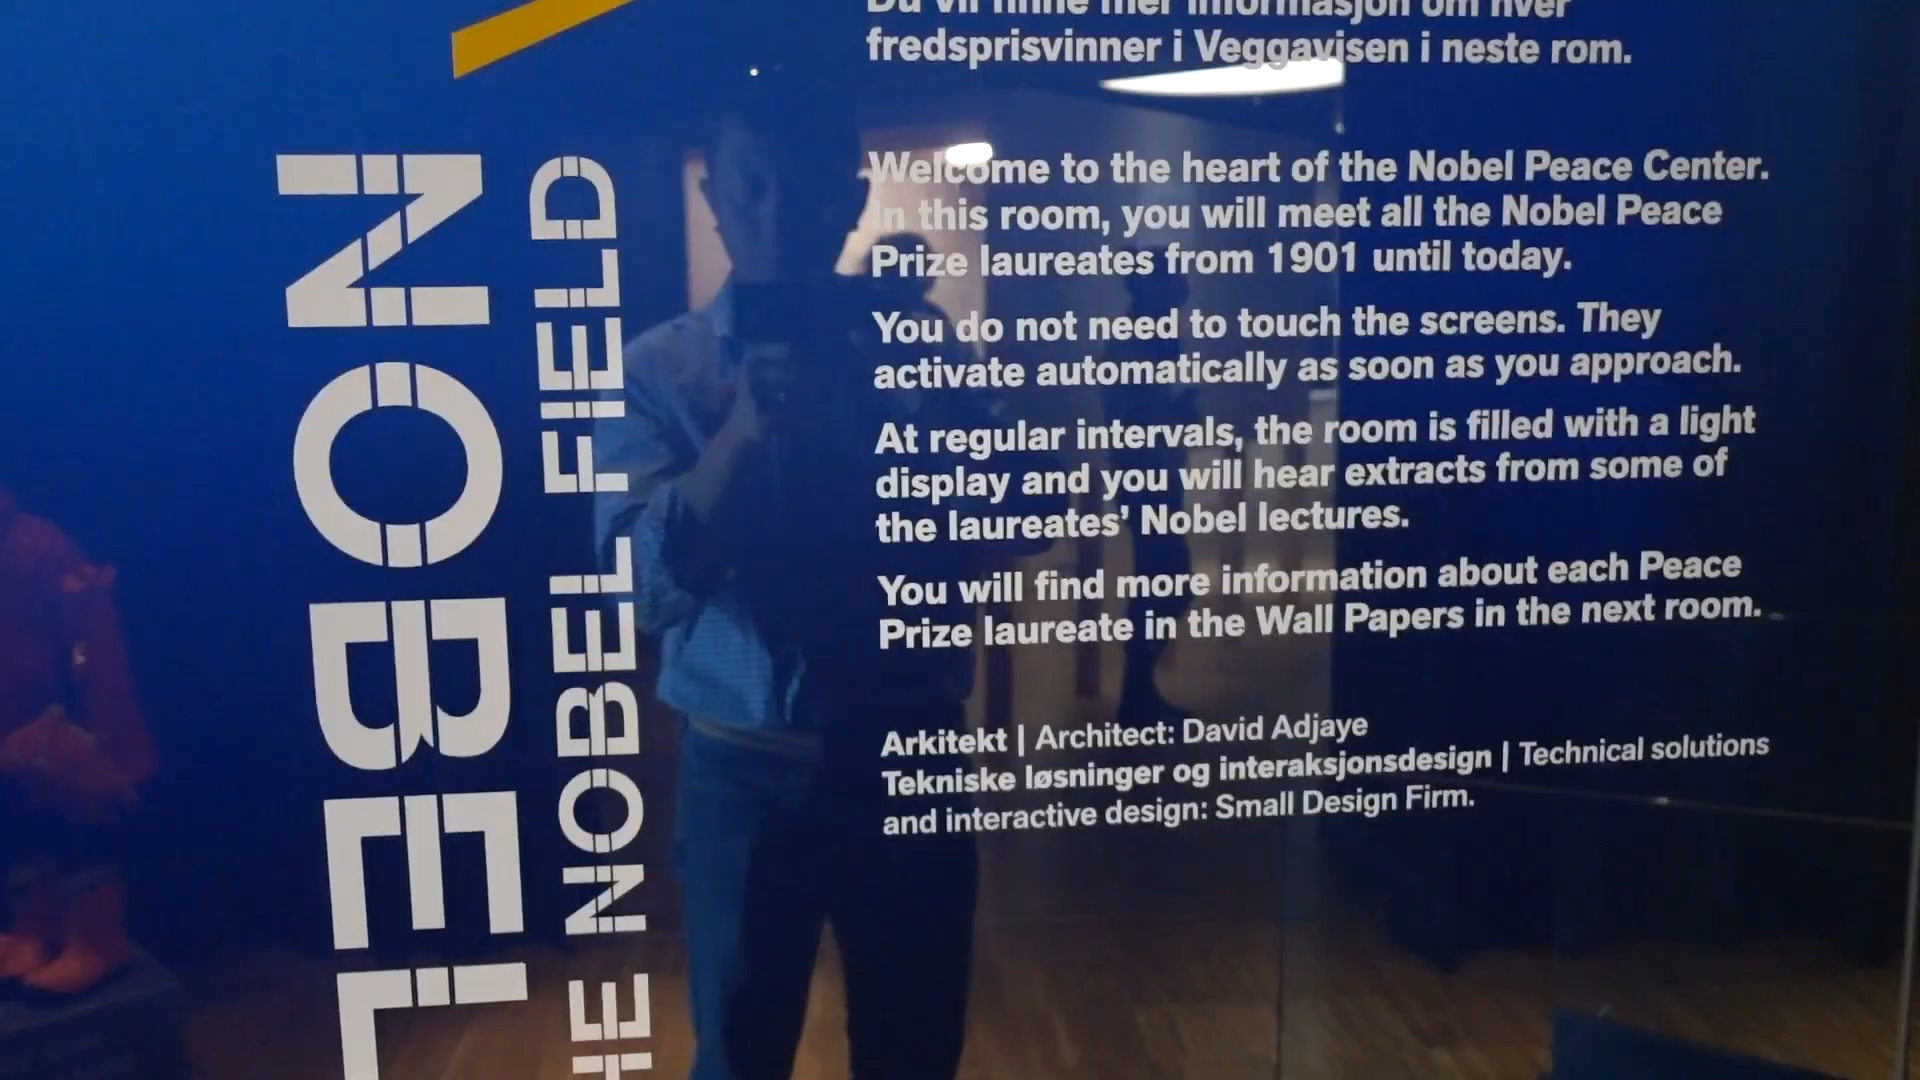 Du vil finne mer informasjon om hver
fredsprisvinner i Veggavisen i neste rom.
Welcome to the heart of the Nobel Peace Center.
In this room, you will meet all the Nobel Peace
Prize laureates from 1901 until today.
You do not need to touch the screens. They
activate automatically as soon as you approach.
At regular intervals, the room is filled with a light
display and you will hear extracts from some of
the laureates’ Nobel lectures.
You will find more information about each Peace
Prize laureate in the Wall Papers in the next room.
Arkitekt | Architect: David Adjaye
Tekniske løsninger og interaksjonsdesign | Technical solutions
and interactive design: Small Design Firm.
NOBEL
HE NOBEL FIELD